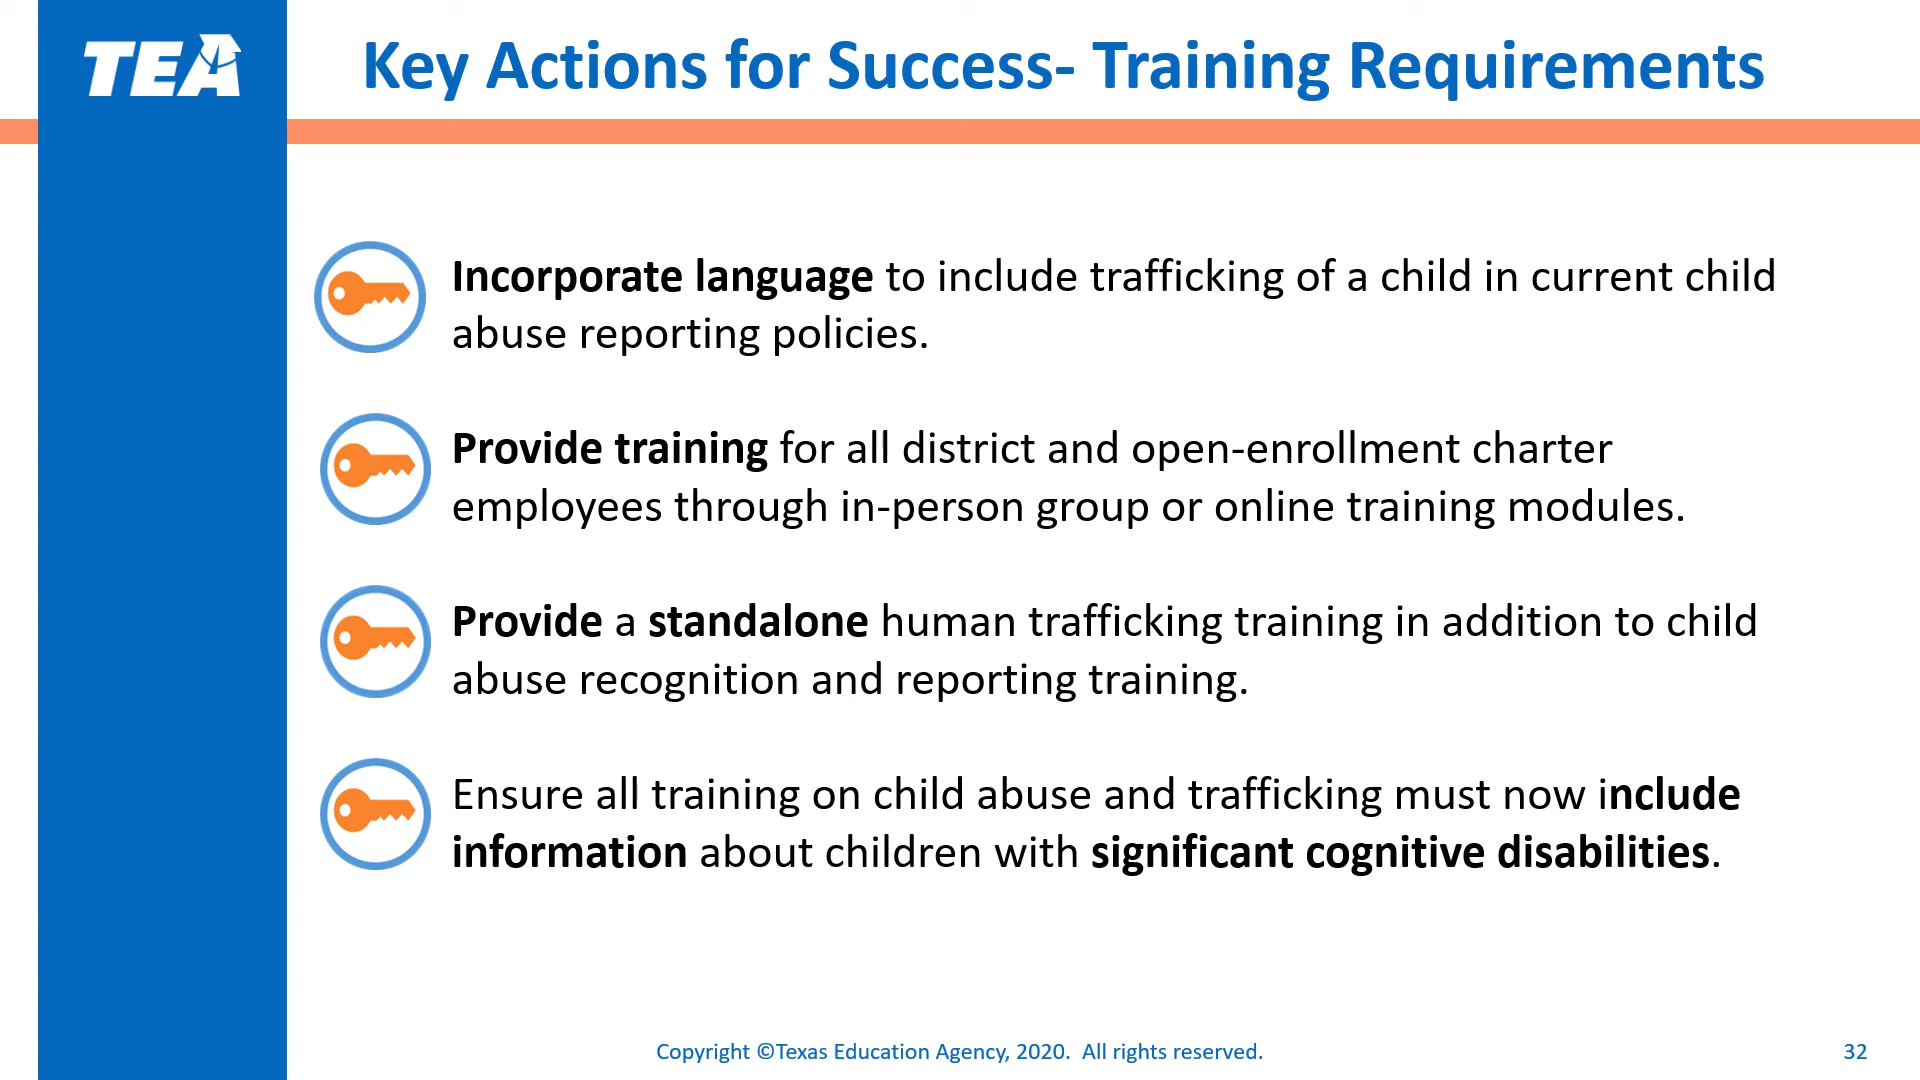 TEA
Key Actions for Success- Training Requirements
Incorporate language to include trafficking of a child in current child
abuse reporting policies.
Provide training for all district and open-enrollment charter
employees through in-person group or online training modules.
Provide a standalone human trafficking training in addition to child
abuse recognition and reporting training.
Ensure all training on child abuse and trafficking must now include
information about children with significant cognitive disabilities.
Copyright ©Texas Education Agency, 2020.  All rights reserved.
32